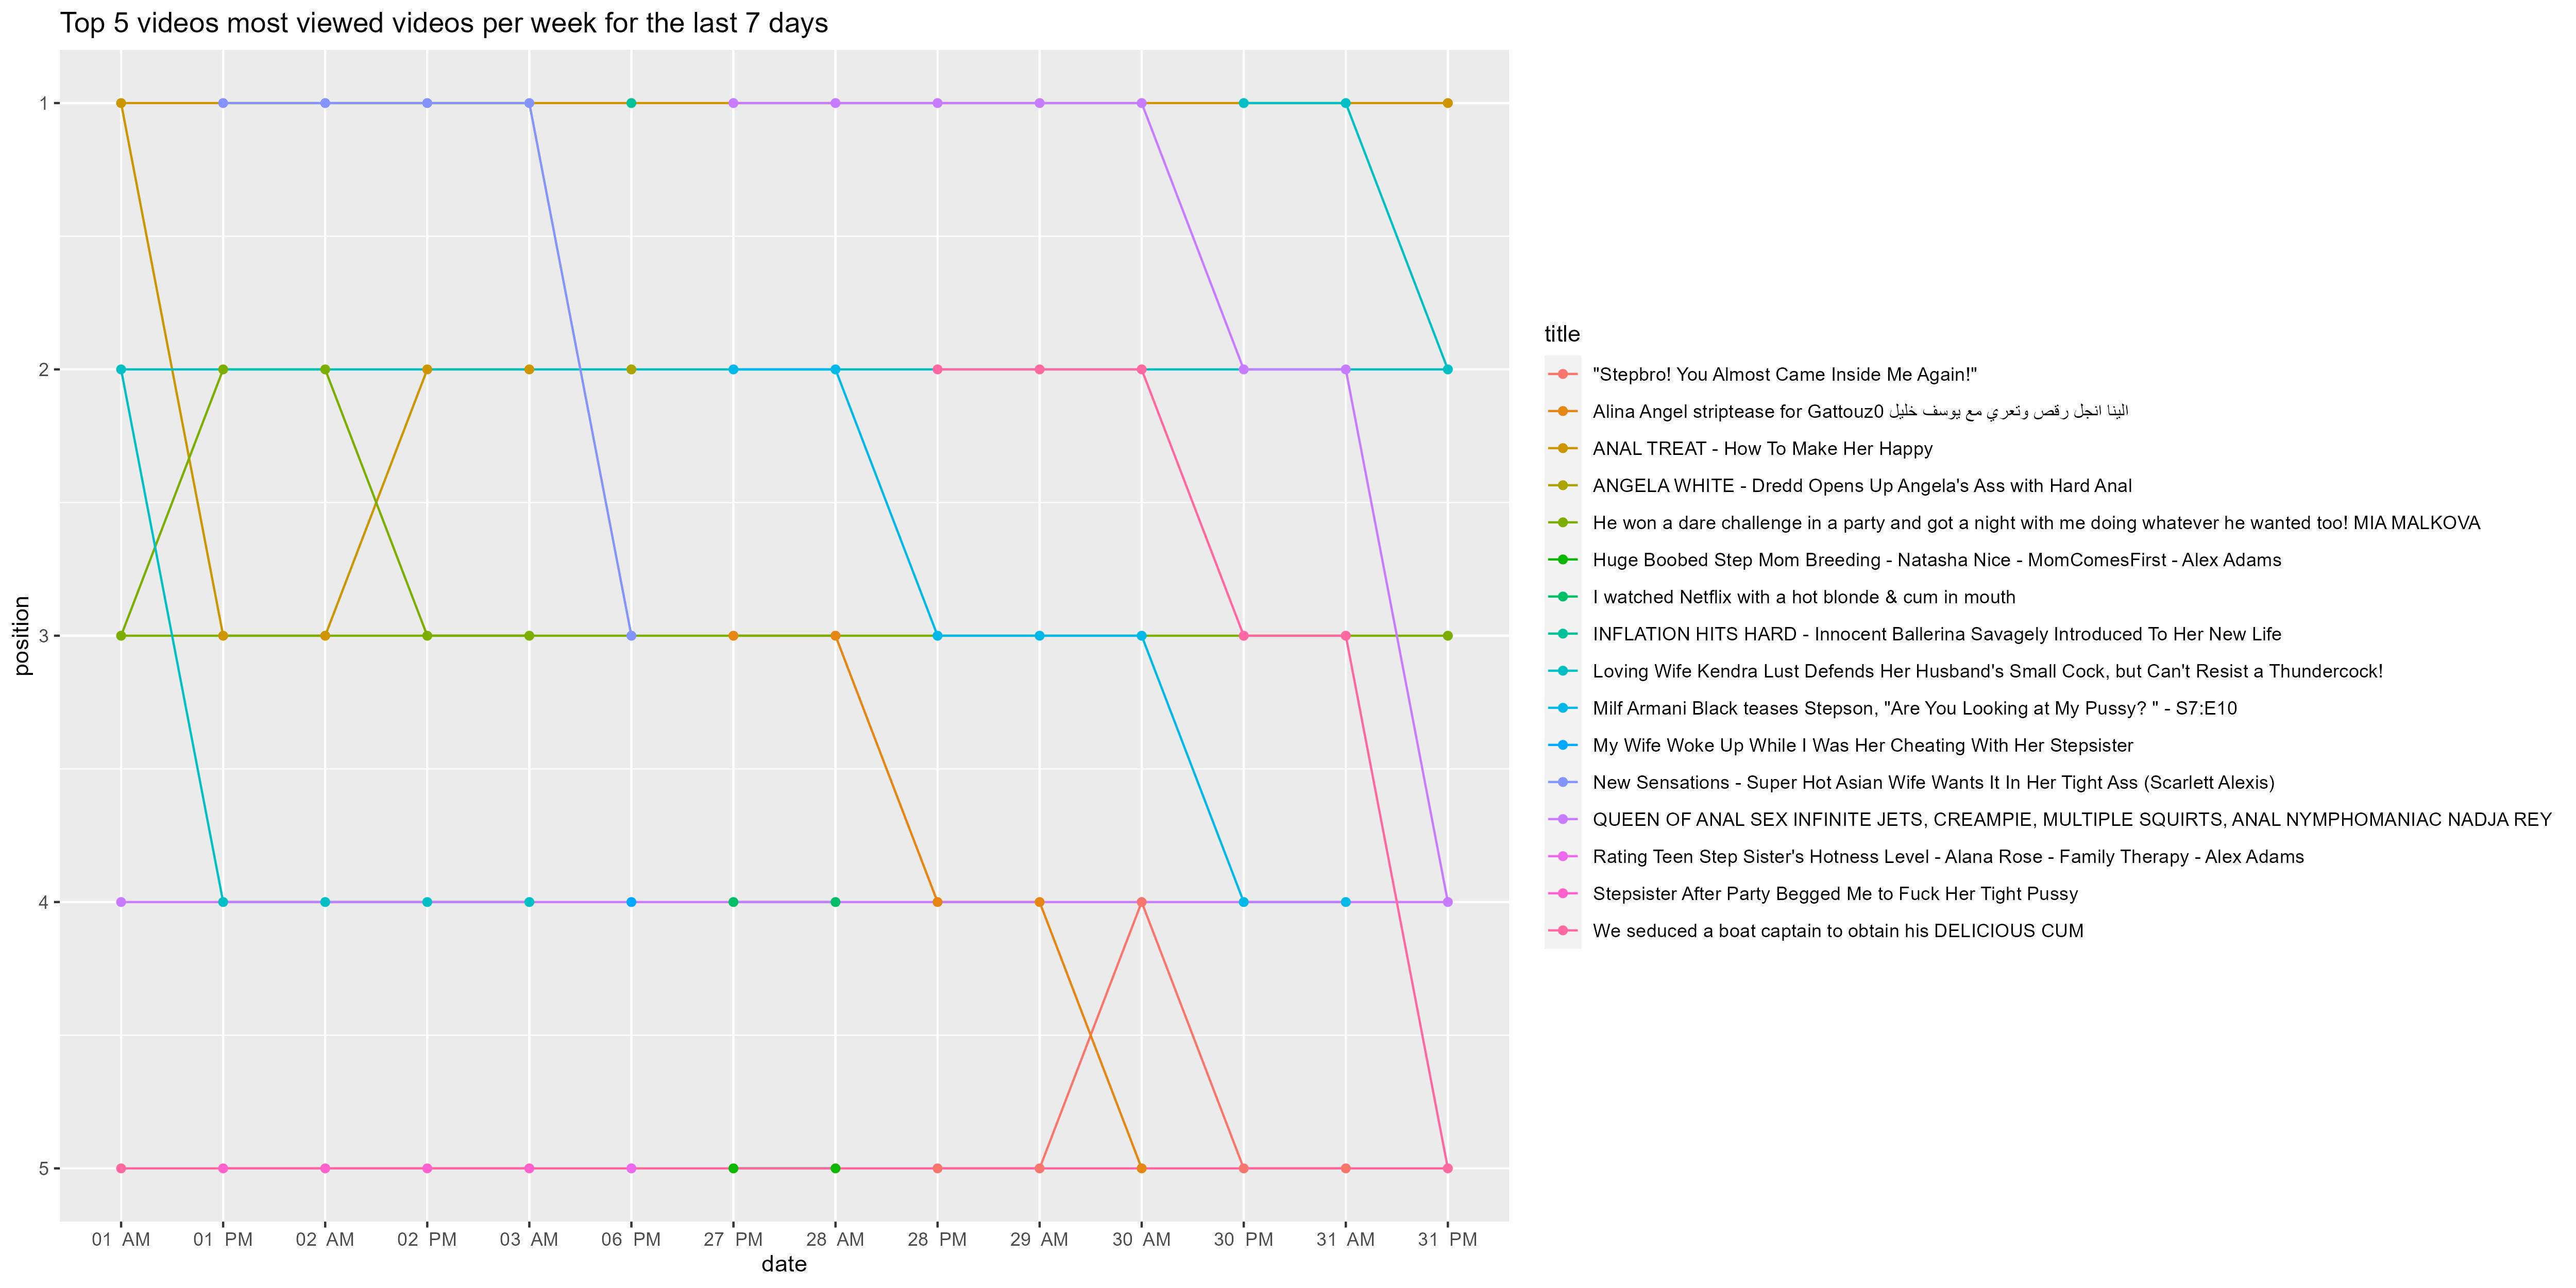 Top 5 videos most viewed videos per week for the last 7 days
position
1
2
3
4
5
01 AM 01 PM 02 AM 02 PM 03 AM 06 PM 27 PM 28 AM 28 PM 29 AM 30 AM 30 PM 31 AM 31 PM
date
title
"Stepbro! You Almost Came Inside Me Again!"
Alina Angel striptease for Gattouz0 الينا انجل رقص وتعري مع يوسف خليل
ANAL TREAT - How To Make Her Happy
ANGELA WHITE - Dredd Opens Up Angela's Ass with Hard Anal
He won a dare challenge in a party and got a night with me doing whatever he wanted too! MIA MALKOVA
Huge Boobed Step Mom Breeding - Natasha Nice - MomComesFirst - Alex Adams
I watched Netflix with a hot blonde & cum in mouth
INFLATION HITS HARD - Innocent Ballerina Savagely Introduced To Her New Life
Loving Wife Kendra Lust Defends Her Husband's Small Cock, but Can't Resist a Thundercock!
Milf Armani Black teases Stepson, "Are You Looking at My Pussy? " - S7:E10
My Wife Woke Up While I Was Her Cheating With Her Stepsister
New Sensations - Super Hot Asian Wife Wants It In Her Tight Ass (Scarlett Alexis)
QUEEN OF ANAL SEX INFINITE JETS, CREAMPIE, MULTIPLE SQUIRTS, ANAL NYMPHOMANIAC NADJA REY
Rating Teen Step Sister's Hotness Level - Alana Rose - Family Therapy - Alex Adams
Stepsister After Party Begged Me to Fuck Her Tight Pussy
We seduced a boat captain to obtain his DELICIOUS CUM